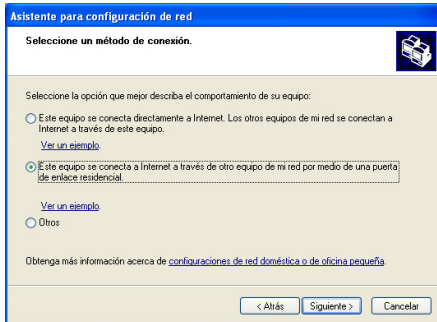 Asistente para configuración de red
Seleccione un método de conexión.
Seleccione la opción que mejor describa el comportamiento de su equipo:
Este equipo se conecta directamente a Internet. Los otros equipos de mi red se conectan a
Internet a través de este equipo.
Ver un ejemplo.
Este equipo se conecta a Internet a través de otro equipo de mi red por medio de una puerta
de enlace residencial.
Ver un ejemplo.
Otros
Obtenga más información acerca de configuraciones de red doméstica o de oficina pequeña.
< Atrás
Siguiente >
Cancelar